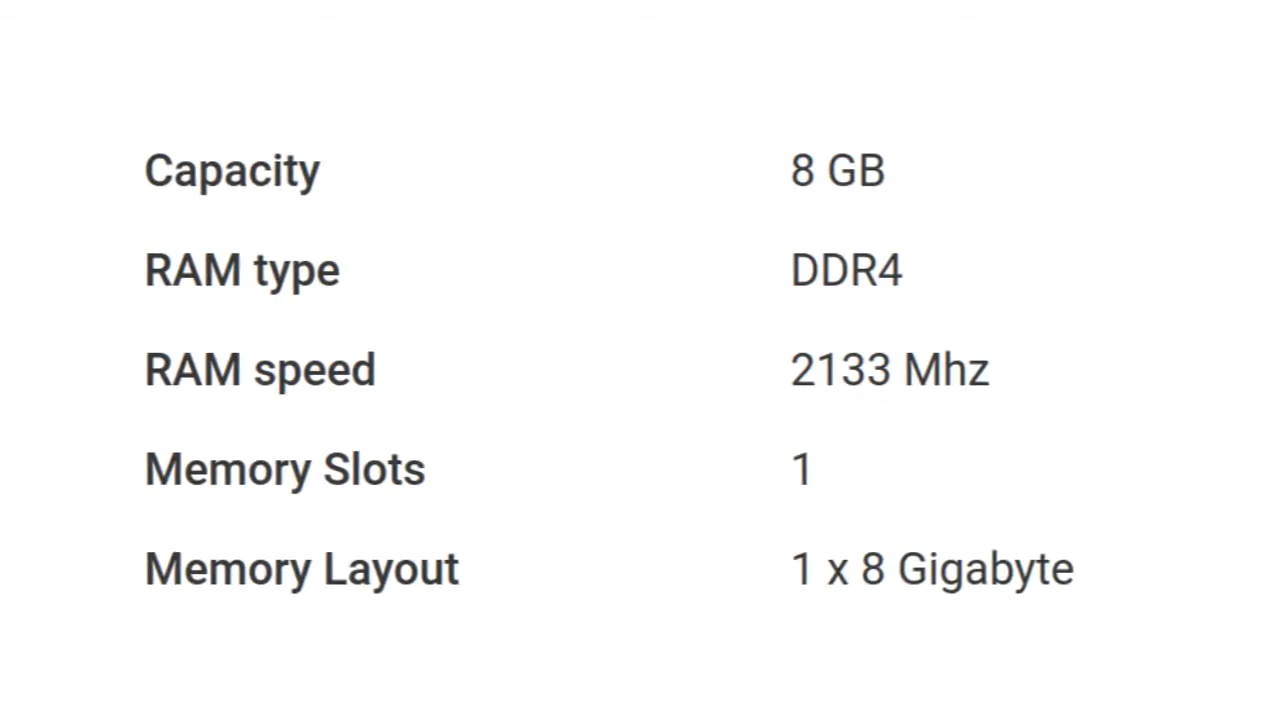 Capacity 8 GB
RAM type DDR4
RAM speed 2133 Mhz
Memory Slots 1
Memory Layout 1 x 8 Gigabyte